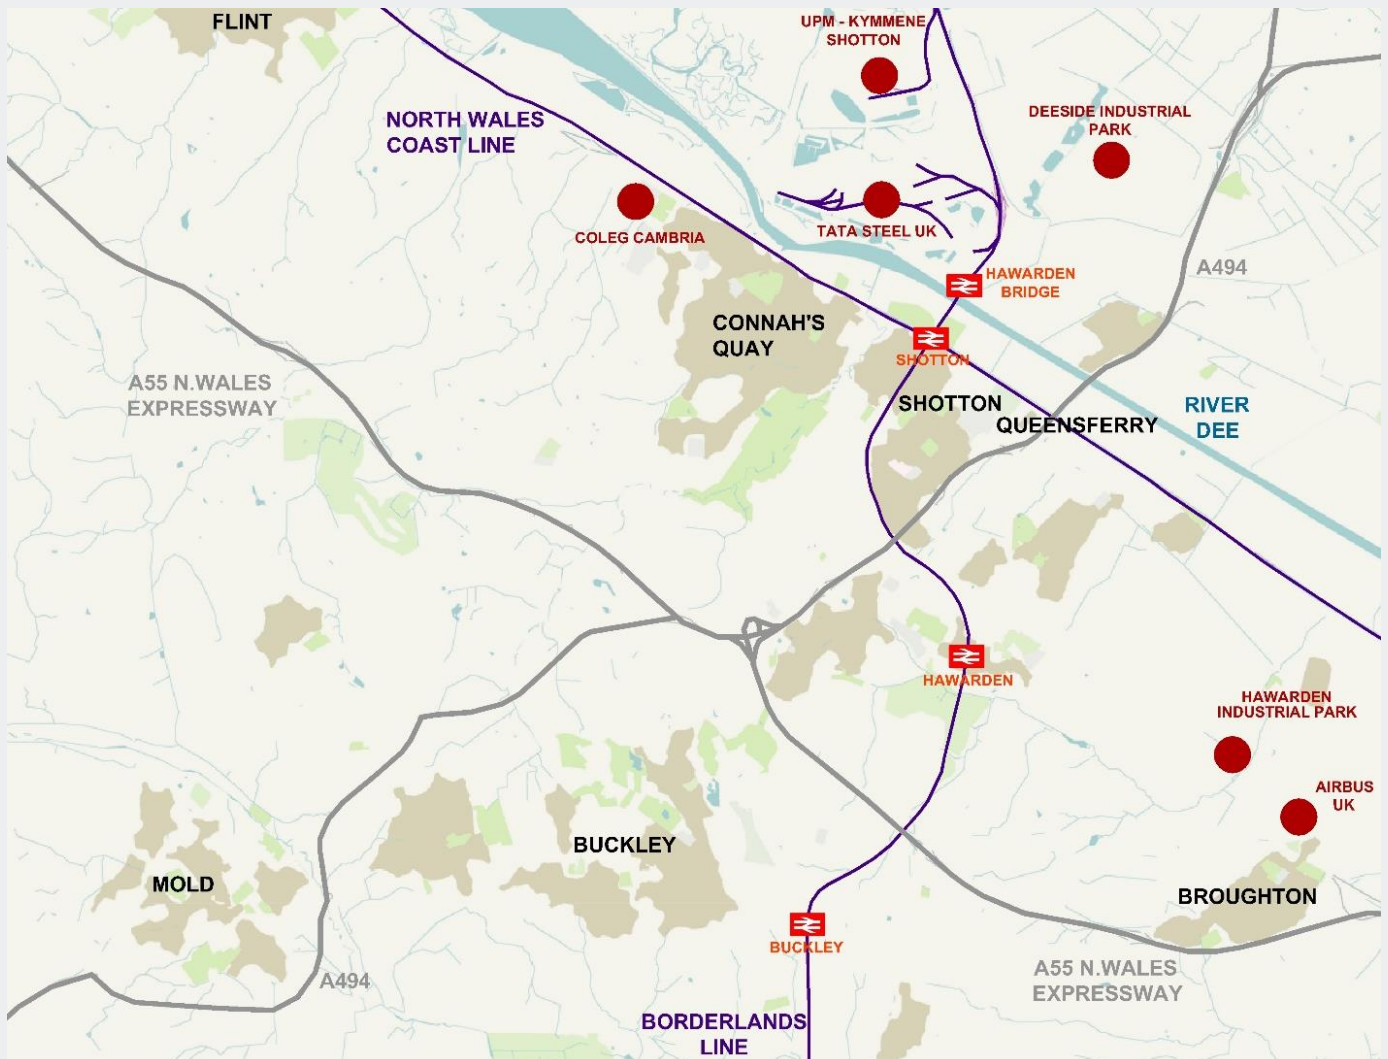 FLINT
UPM - KYMMENE
SHOTTON
NORTH WALES
COAST LINE
DEESIDE INDUSTRIAL
PARK
COLEG CAMBRIA
TATA STEEL UK
HAWARDEN
BRIDGE
A494
CONNAH'S
QUAY
SHOTTON
A55 N.WALES
EXPRESSWAY
SHOTTON
QUEENSFERRY
RIVER
DEE
HAWARDEN
HAWARDEN
INDUSTRIAL PARK
AIRBUS
UK
BUCKLEY
MOLD
BROUGHTON
BUCKLEY
A494
A55 N.WALES
EXPRESSWAY
BORDERLANDS
LINE